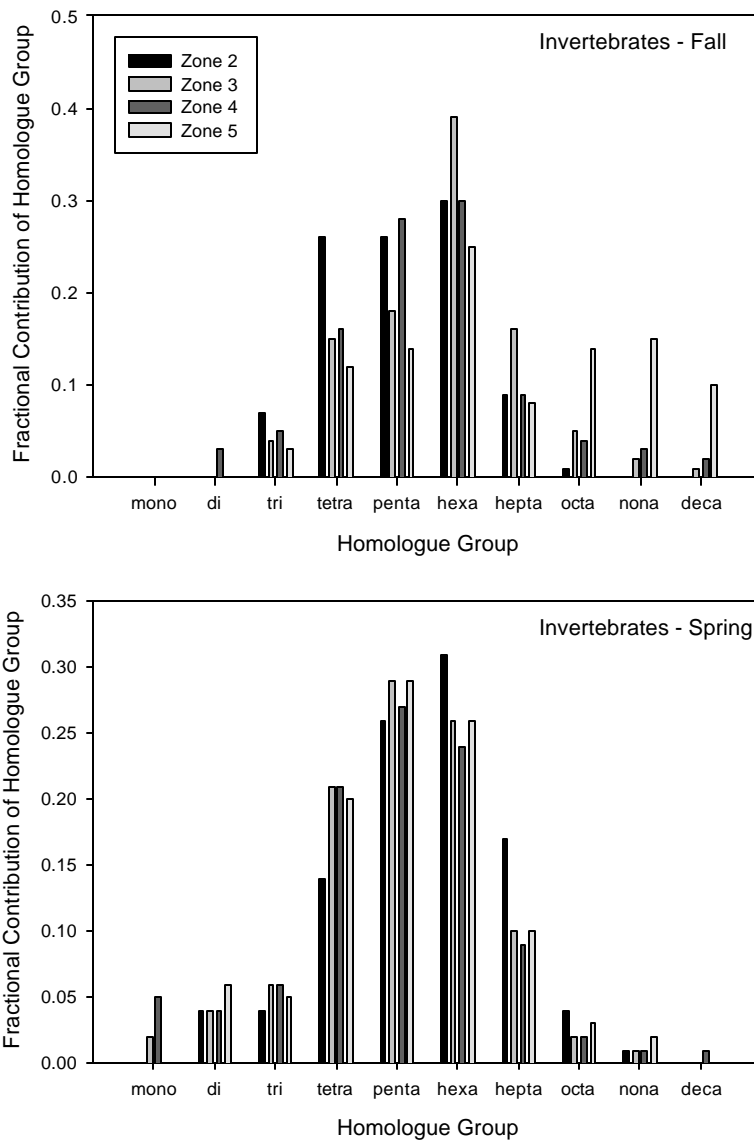 Invertebrates - Fall
Zone 2
Zone 3
Zone 4
Zone 5
Fractional Contribution of Homologue Group
0.5
0.4
0.3
0.2
0.1
0.0
mono di tri tetra penta hexa hepta octa nona deca
Homologue Group
Invertebrates - Spring
Fractional Contribution of Homologue Group
0.35
0.30
0.25
0.20
0.15
0.10
0.05
0.00
mono di tri tetra penta hexa hepta octa nona deca
Homologue Group